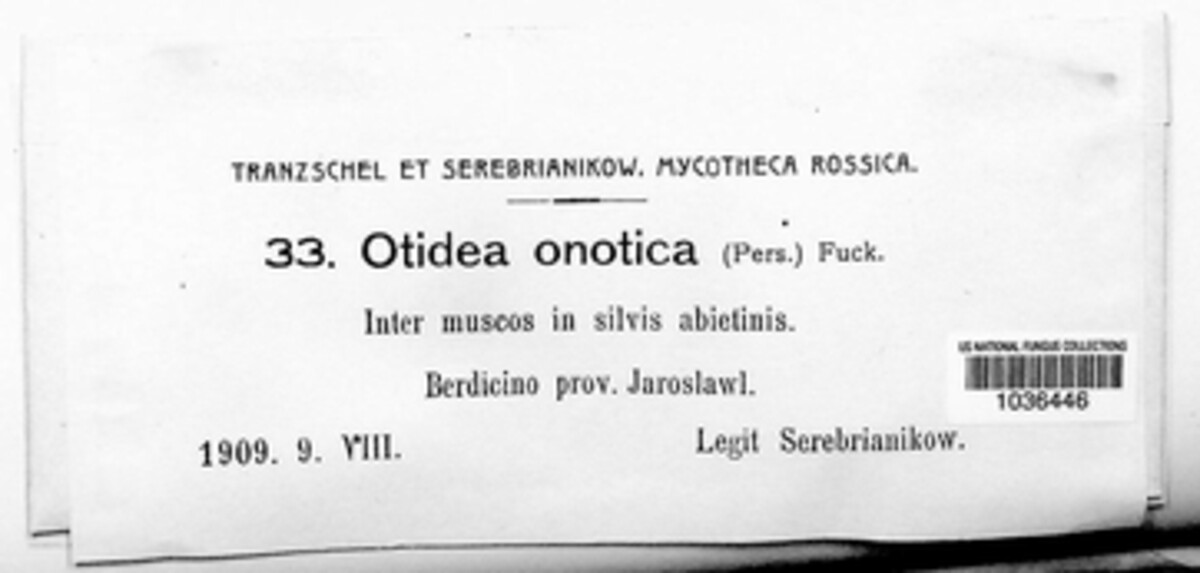 TRANZSCHEL ET SEREBRIANIKOW. MYCOTHECA ROSSICA.
33. Otidea onotica (Pers.) Fuck.
Inter muscos in silvis abietinis.
Berdicino prov. Jaroslawl.
US NATIONAL FUNGUS COLLECTIONS
1036446
1909. 9. VIII.
Legit Serebrianikow.